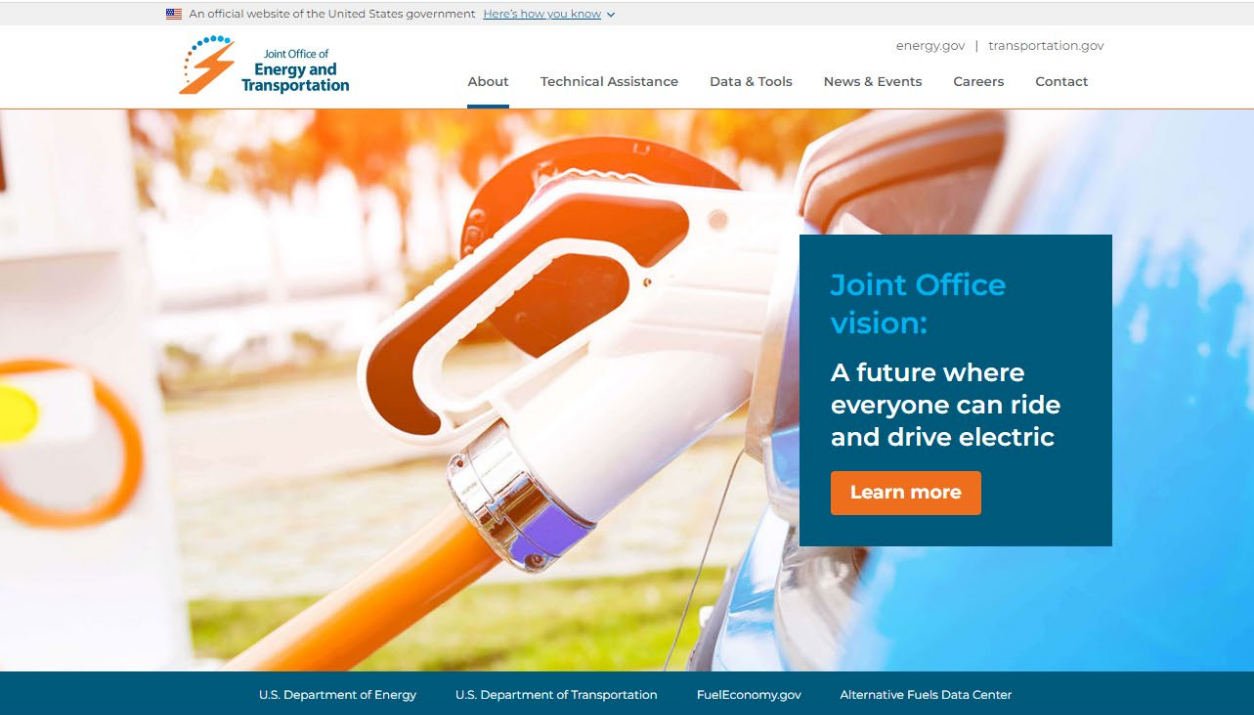 An official website of the United States government Here's how you know
energy.gov | transportation.gov
Joint Office of
Energy and
Transportation
About Technical Assistance Data & Tools News & Events Careers Contact
Joint Office
vision:
A future where
everyone can ride
and drive electric
Learn more
U.S. Department of Energy U.S. Department of Transportation FuelEconomy.gov Alternative Fuels Data Center